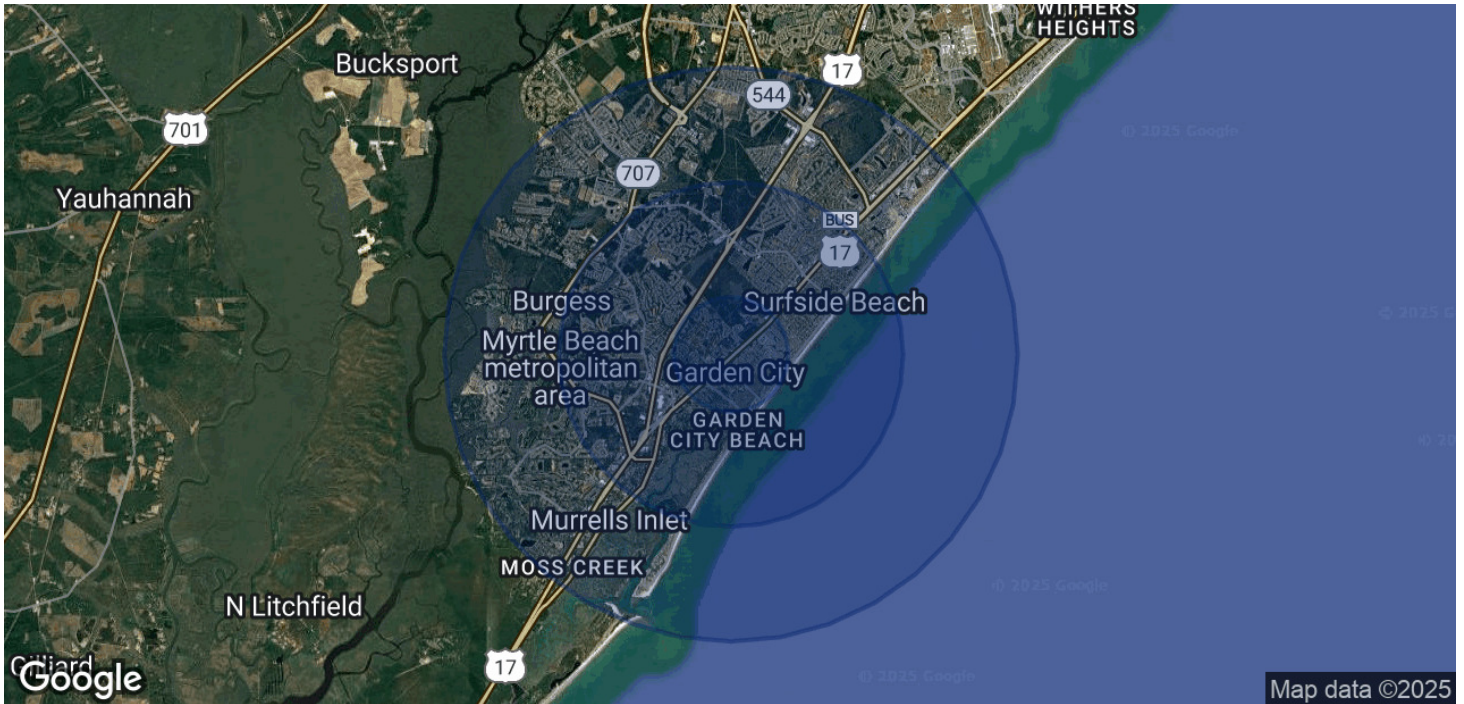 WITHERS
HEIGHTS
Bucksport
17
544
701
© 2025 Google
707
Yauhannah
BUS
17
Burgess
Surfside Beach
Myrtle Beach
metropolitan
area
Garden City
GARDEN
CITY BEACH
Murrells Inlet
MOSS CREEK
© 2025 Google
N Litchfield
17
Google
© 2025 Google
Map data ©2025